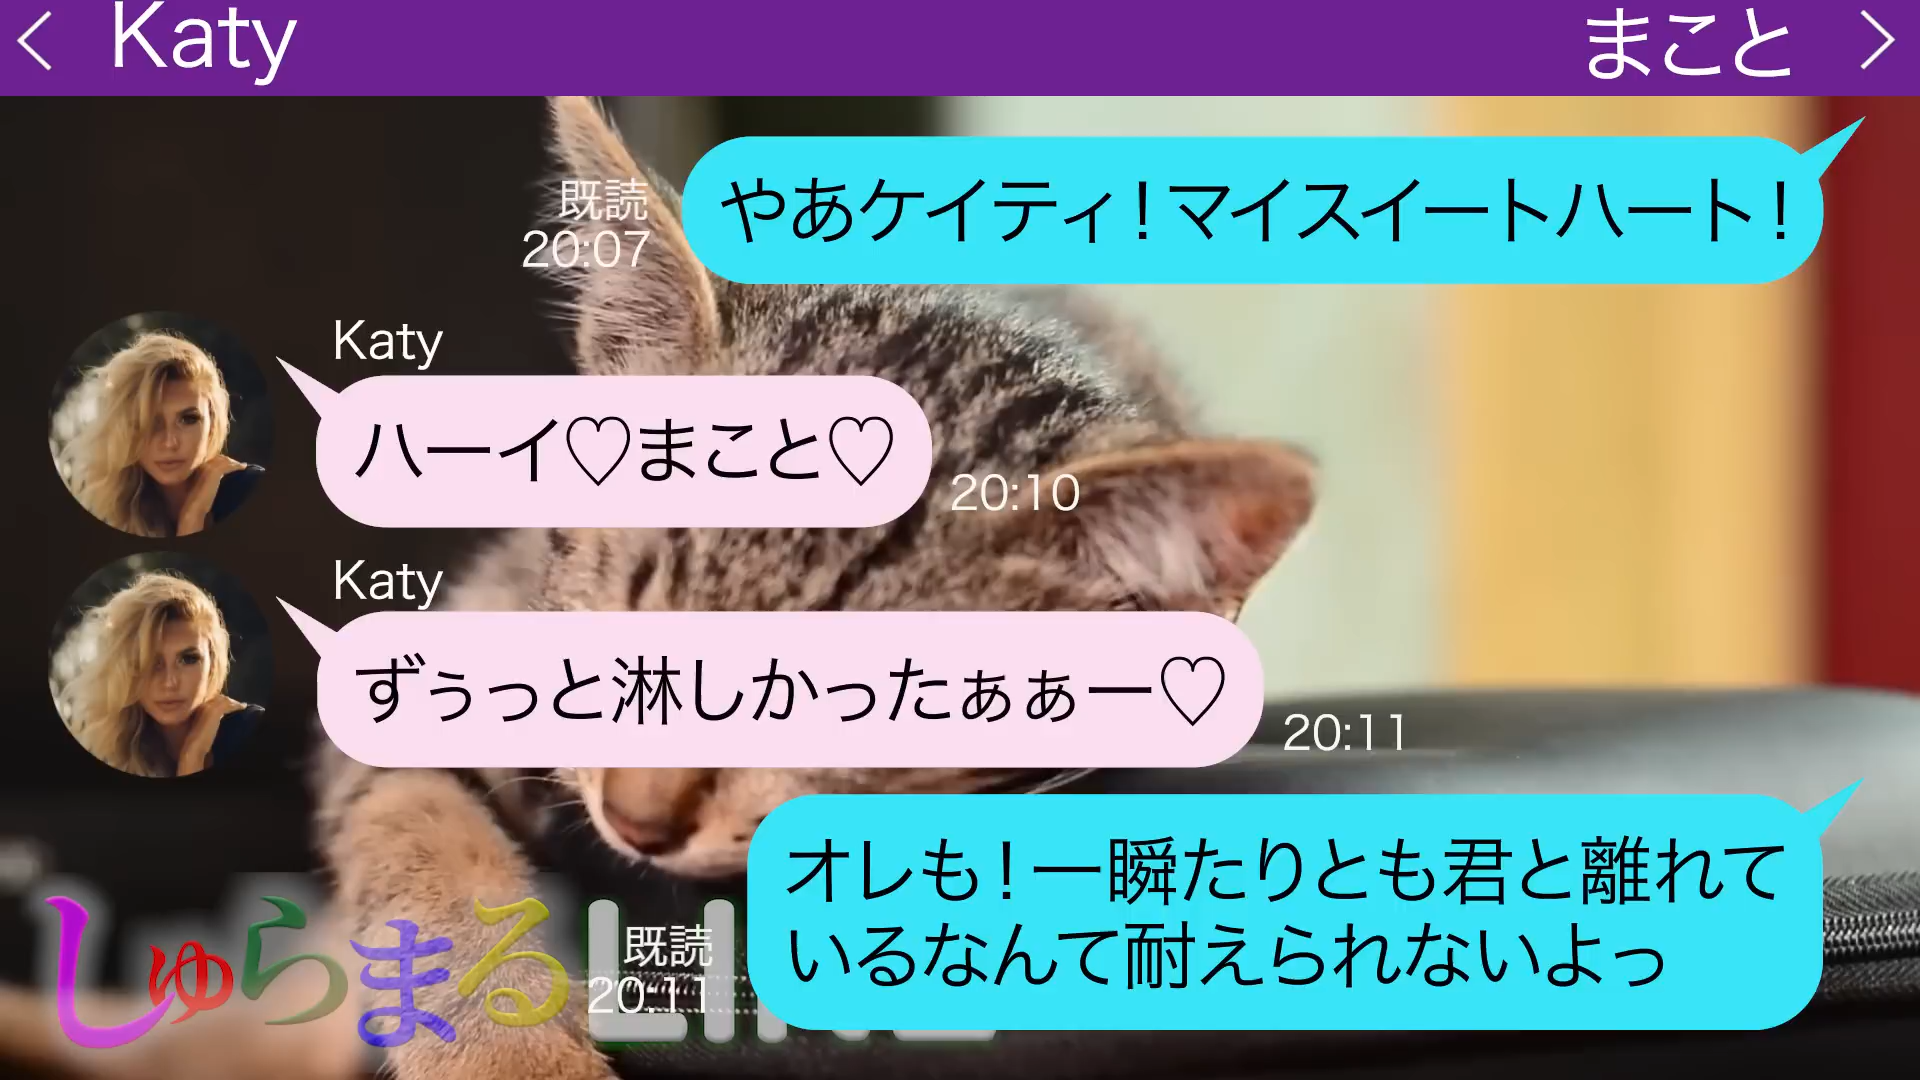 Katy
まこと
やあケイティ！マイスイートハート！
既読
20:07
Katy
ハーイ♡まこと♡
20:10
Katy
ずぅっと淋しかったぁぁー♡
20:11
オレも！一瞬たりとも君と離れて
いるなんて耐えられないよっ
既読
20:11
しゅらまるLINE